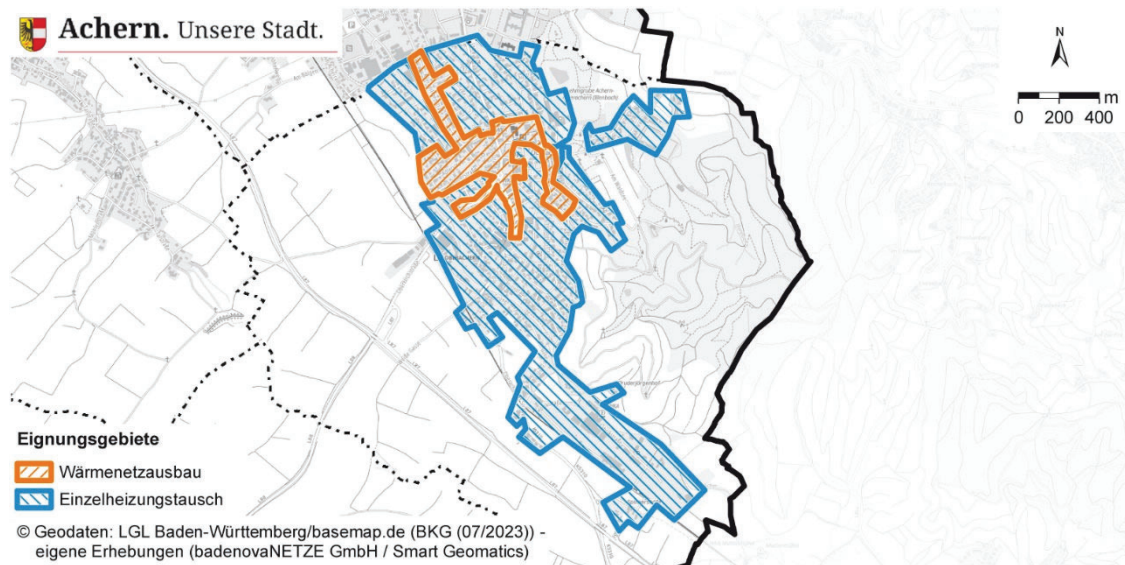 Achern. Unsere Stadt.
N
0 200 400 m
Eignungsgebiete
Wärmenetzausbau
Einzelheizungstausch
© Geodaten: LGL Baden-Württemberg/basemap.de (BKG (07/2023)) -
eigene Erhebungen (badenovaNETZE GmbH / Smart Geomatics)